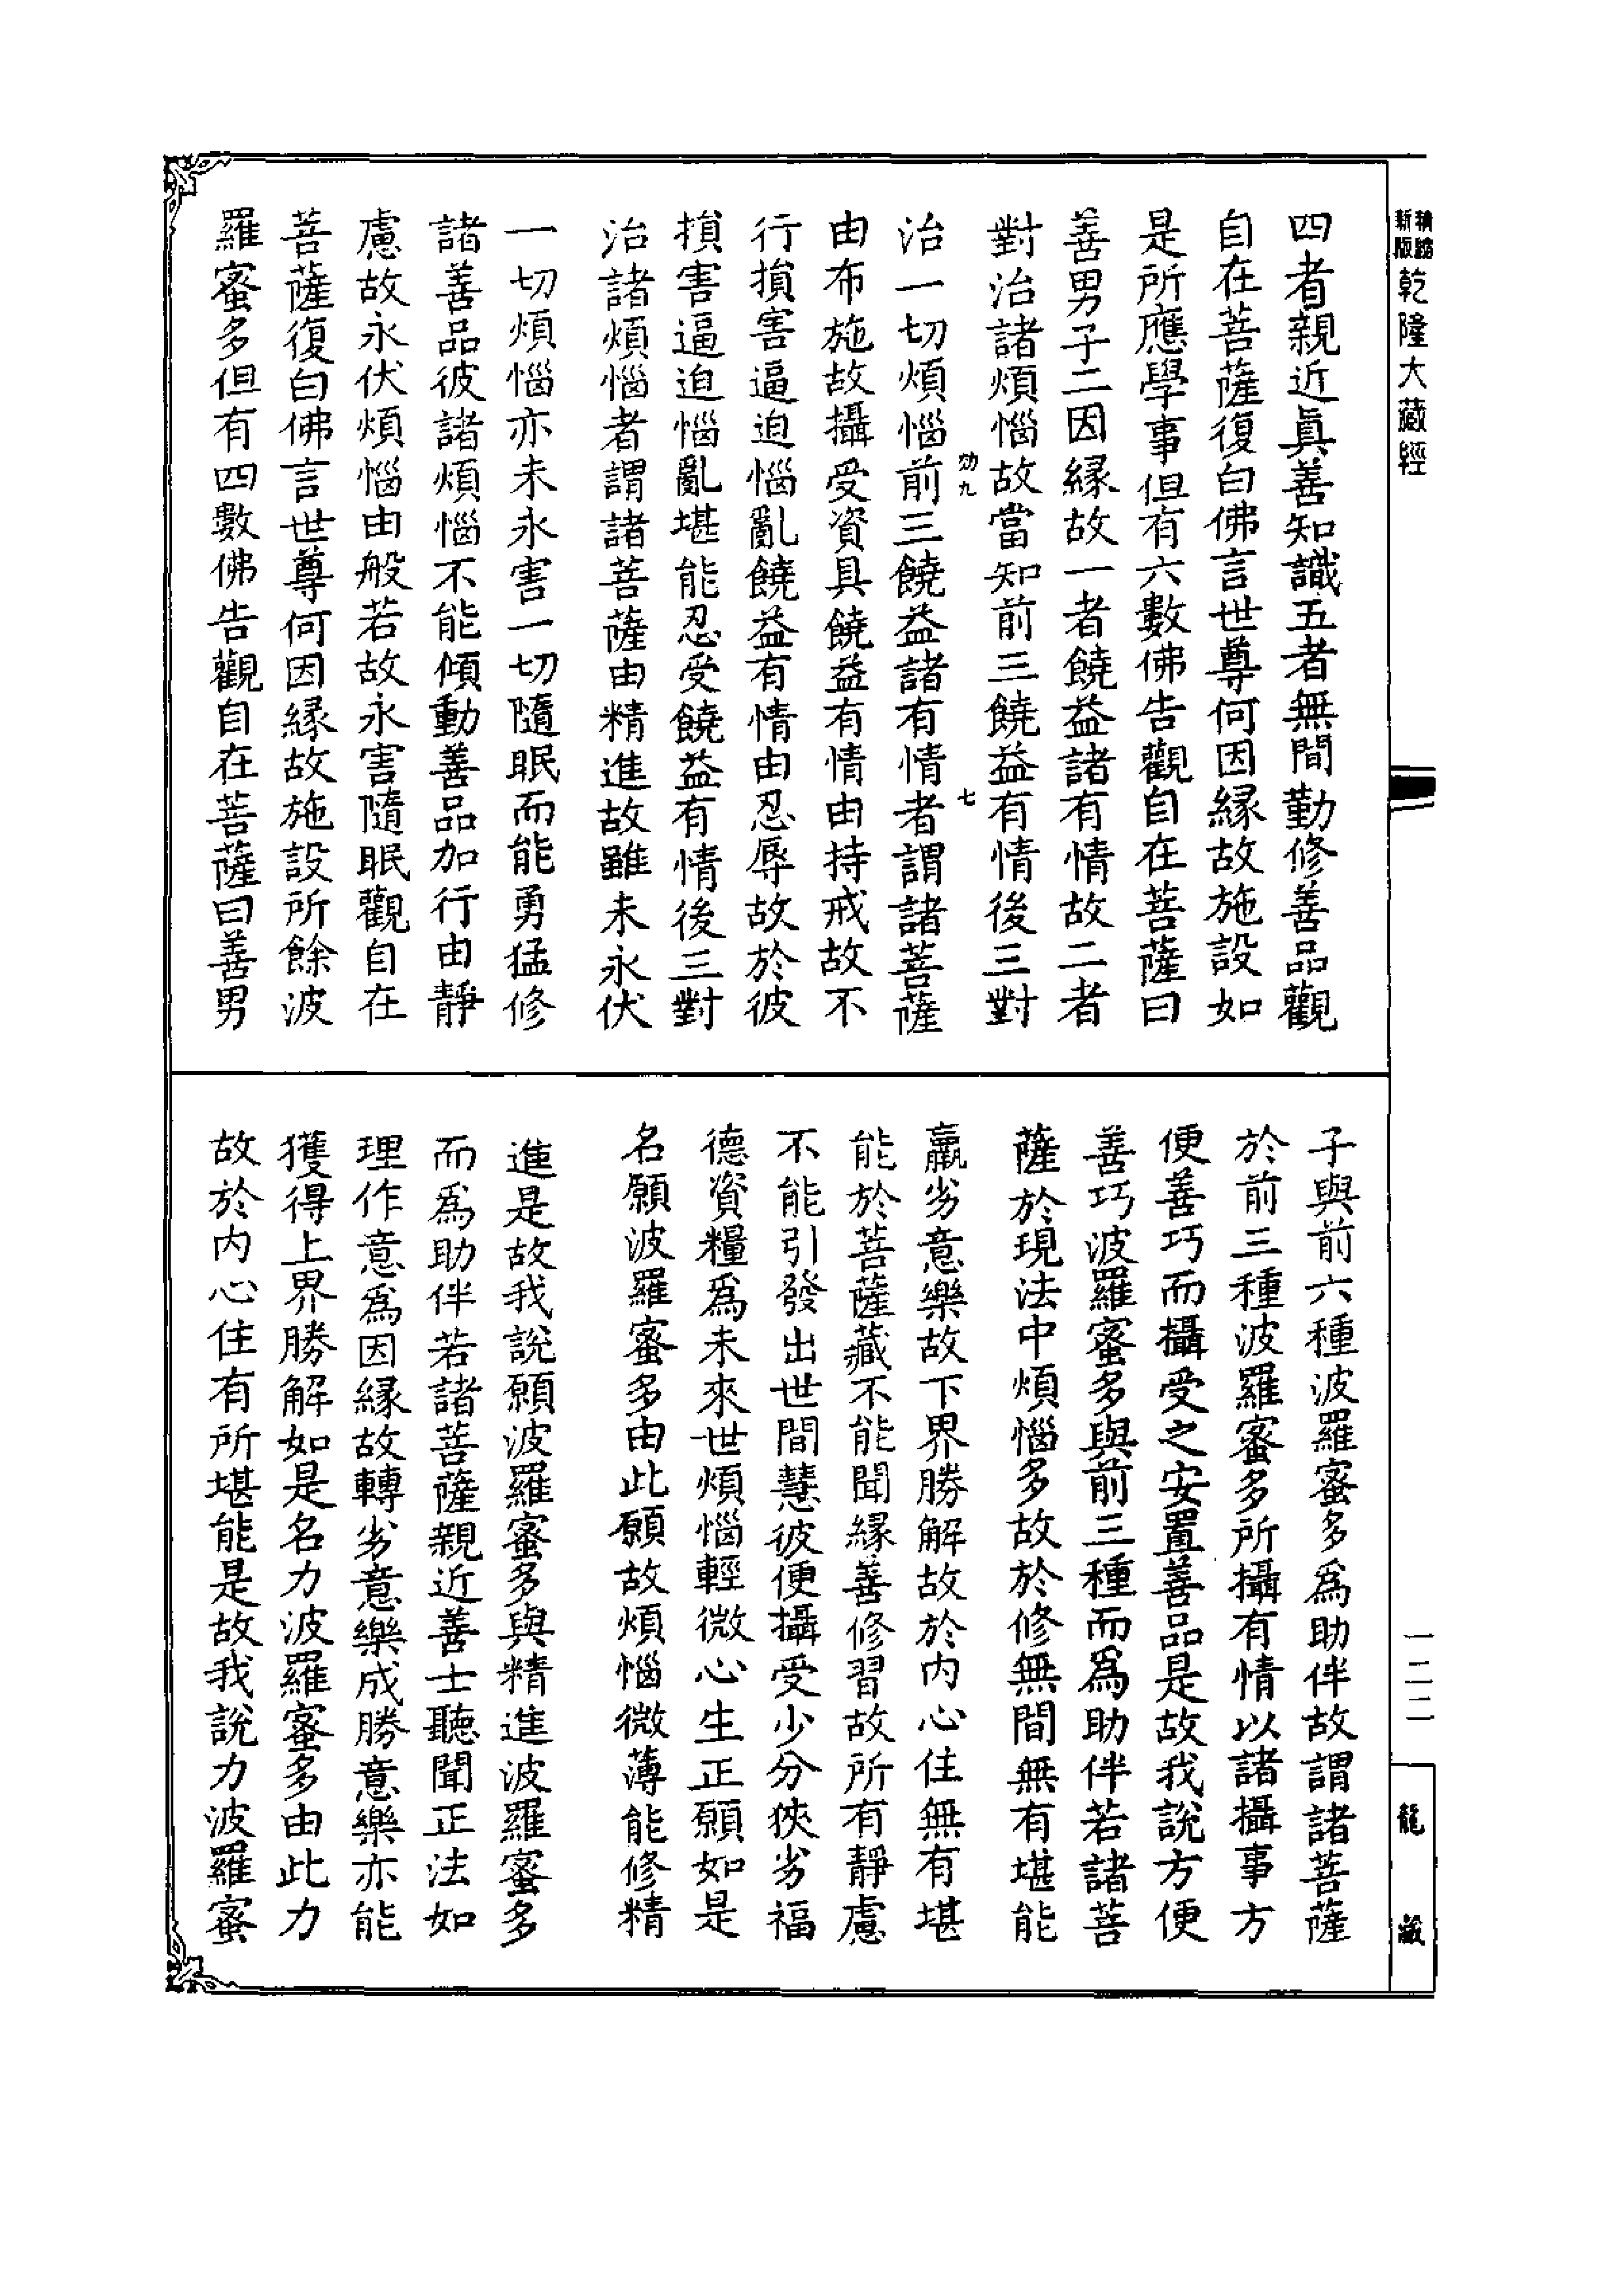 新版乾隆大藏經
四者親近眞善知識五者無間勤修善品觀
自在菩薩復白佛言世尊何因緣故施設如
是所應學事但有六數佛告觀自在菩薩曰
善男子二因緣故一者饒益諸有情故二者
對治諸煩惱故當知前三饒益有情後三對
効九
七
治一切煩惱前三饒益諸有情者謂諸菩薩
由布施故攝受資具饒益有情由持戒故不
行損害逼迫惱亂饒益有情由忍辱故於彼
損害逼迫惱亂堪能忍受饒益有情後三對
治諸煩惱者謂諸菩薩由精進故雖未永伏
一切煩惱亦未永害一切隨眠而能勇猛修
諸善品彼諸煩惱不能傾動善品加行由靜
慮故永伏煩惱由般若故永害隨眠觀自在
菩薩復白佛言世尊何因緣故施設所餘波
羅蜜多但有四數佛告觀自在菩薩曰善男
子與前六種波羅蜜多爲助伴故謂諸菩薩
於前三種波羅蜜多所攝有情以諸攝事方
便善巧而攝受之安置善品是故我說方便
善巧波羅蜜多與前三種而爲助伴若諸菩
薩於現法中煩惱多故於修無間無有堪能
羸劣意樂故下界勝解故於內心住無有堪
能於菩薩藏不能聞緣善修習故所有靜慮
不能引發出世間慧彼便攝受少分狹劣福
德資糧爲未來世煩惱輕微心生正願如是
名願波羅蜜多由此願故煩惱微薄能修精
進是故我說願波羅蜜多與精進波羅蜜多
而爲助伴若諸菩薩親近善士聽聞正法如
理作意爲因緣故轉劣意樂成勝意樂亦能
獲得上界勝解如是名力波羅蜜多由此力
故於內心住有所堪能是故我說力波羅蜜
一二二
龍藏